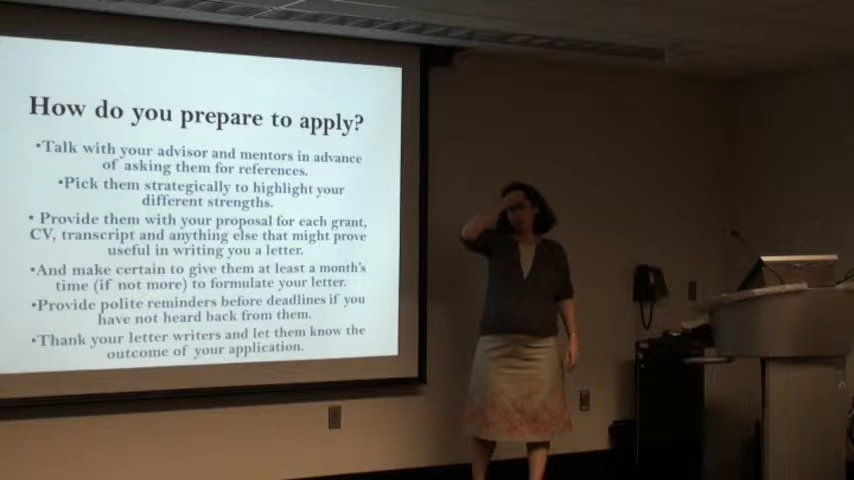 How do you prepare to apply?
•Talk with your advisor and mentors in advance
of asking them for references.
•Pick them strategically to highlight your
different strengths.
• Provide them with your proposal for each grant,
CV, transcript and anything else that might prove
useful in writing you a letter.
•And make certain to give them at least a month's
time (if not more) to formulate your letter.
•Provide polite reminders before deadlines if you
have not heard back from them.
•Thank your letter writers and let them know the
outcome of your application.